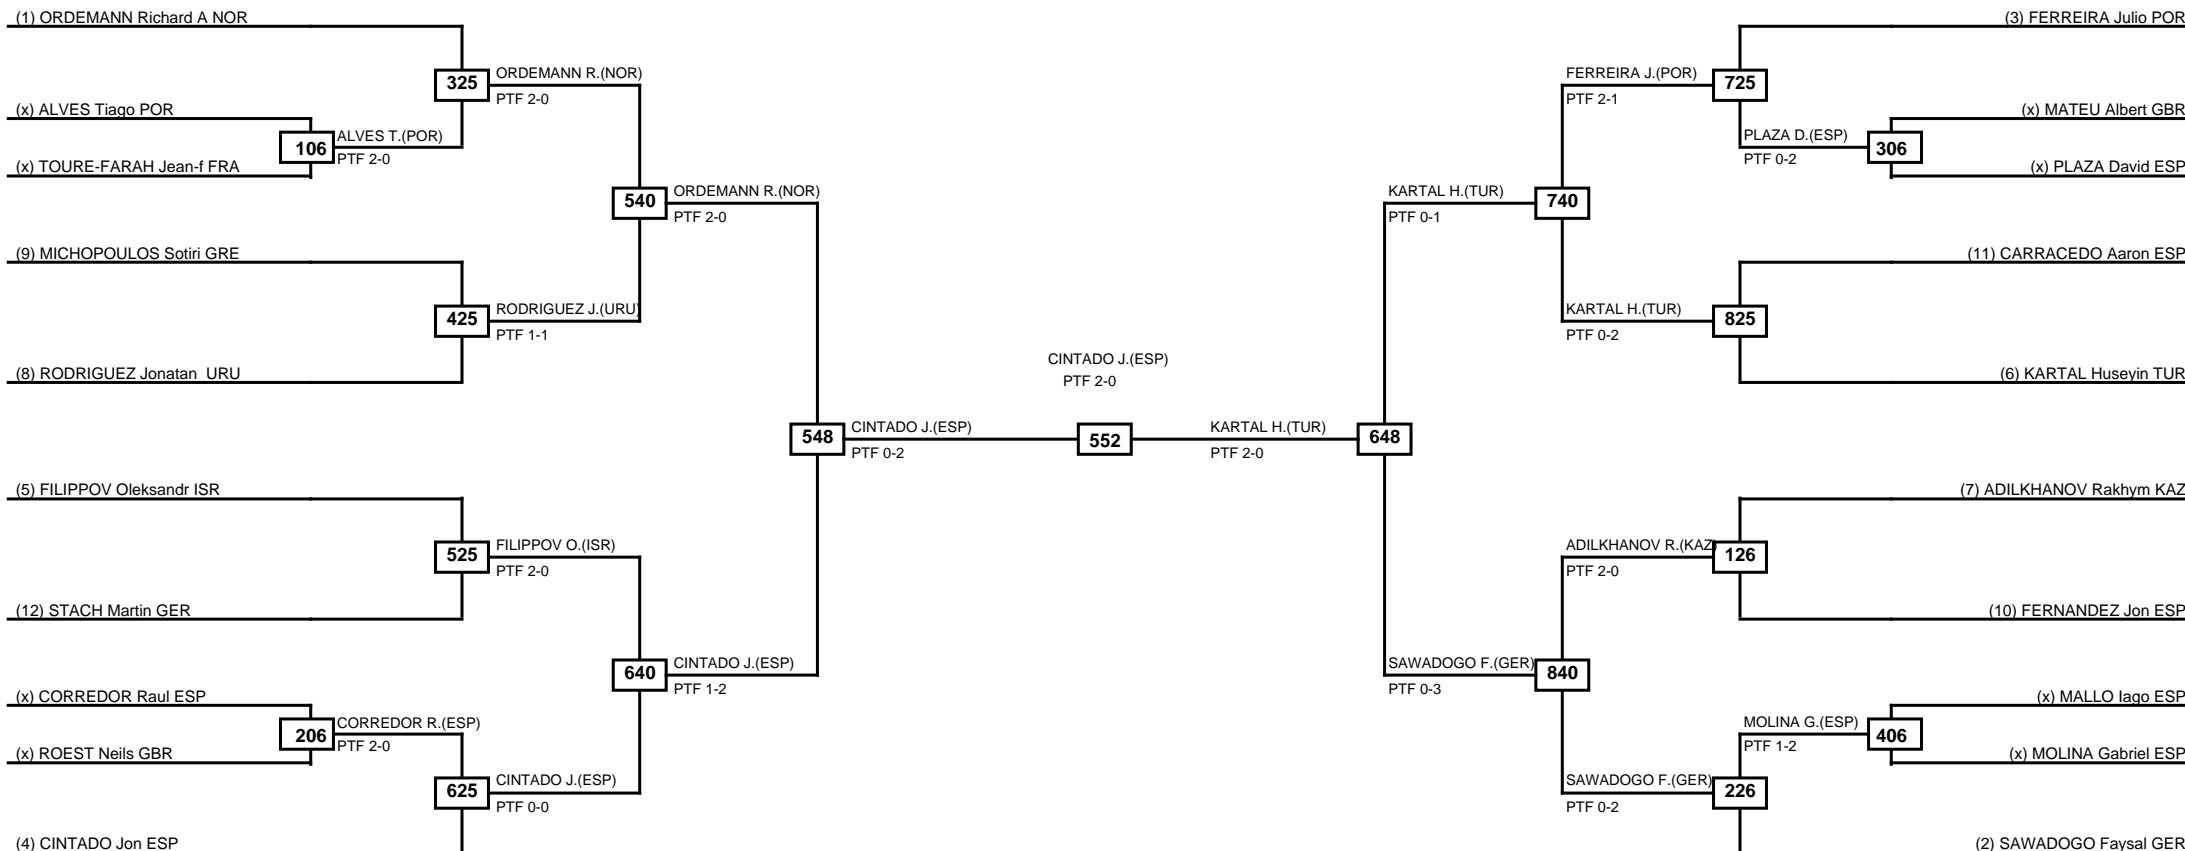 (1) ORDEMANN Richard A NOR
(3) FERREIRA Julio POR
325
ORDEMANN R.(NOR)
PTF 2-0
FERREIRA J.(POR)
PTF 2-1
725
(x) ALVES Tiago POR
(x) MATEU Albert GBR
106
ALVES T.(POR)
PTF 2-0
PLAZA D.(ESP)
PTF 0-2
306
(x) TOURE-FARAH Jean-f FRA
(x) PLAZA David ESP
540
ORDEMANN R.(NOR)
PTF 2-0
KARTAL H.(TUR)
PTF 0-1
740
(9) MICHOPOULOS Sotiri GRE
(11) CARRACEDO Aaron ESP
425
RODRIGUEZ J.(URU)
PTF 1-1
KARTAL H.(TUR)
PTF 0-2
825
(8) RODRIGUEZ Jonatan  URU
(6) KARTAL Huseyin TUR
CINTADO J.(ESP)
PTF 2-0
548
CINTADO J.(ESP)
PTF 0-2
552
KARTAL H.(TUR)
PTF 2-0
648
(5) FILIPPOV Oleksandr ISR
(7) ADILKHANOV Rakhym KAZ
525
FILIPPOV O.(ISR)
PTF 2-0
ADILKHANOV R.(KAZ)
PTF 2-0
126
(12) STACH Martin GER
(10) FERNANDEZ Jon ESP
640
CINTADO J.(ESP)
PTF 1-2
SAWADOGO F.(GER)
PTF 0-3
840
(x) CORREDOR Raul ESP
(x) MALLO Iago ESP
206
CORREDOR R.(ESP)
PTF 2-0
MOLINA G.(ESP)
PTF 1-2
406
(x) ROEST Neils GBR
(x) MOLINA Gabriel ESP
625
CINTADO J.(ESP)
PTF 0-0
SAWADOGO F.(GER)
PTF 0-2
226
(4) CINTADO Jon ESP
(2) SAWADOGO Faysal GER